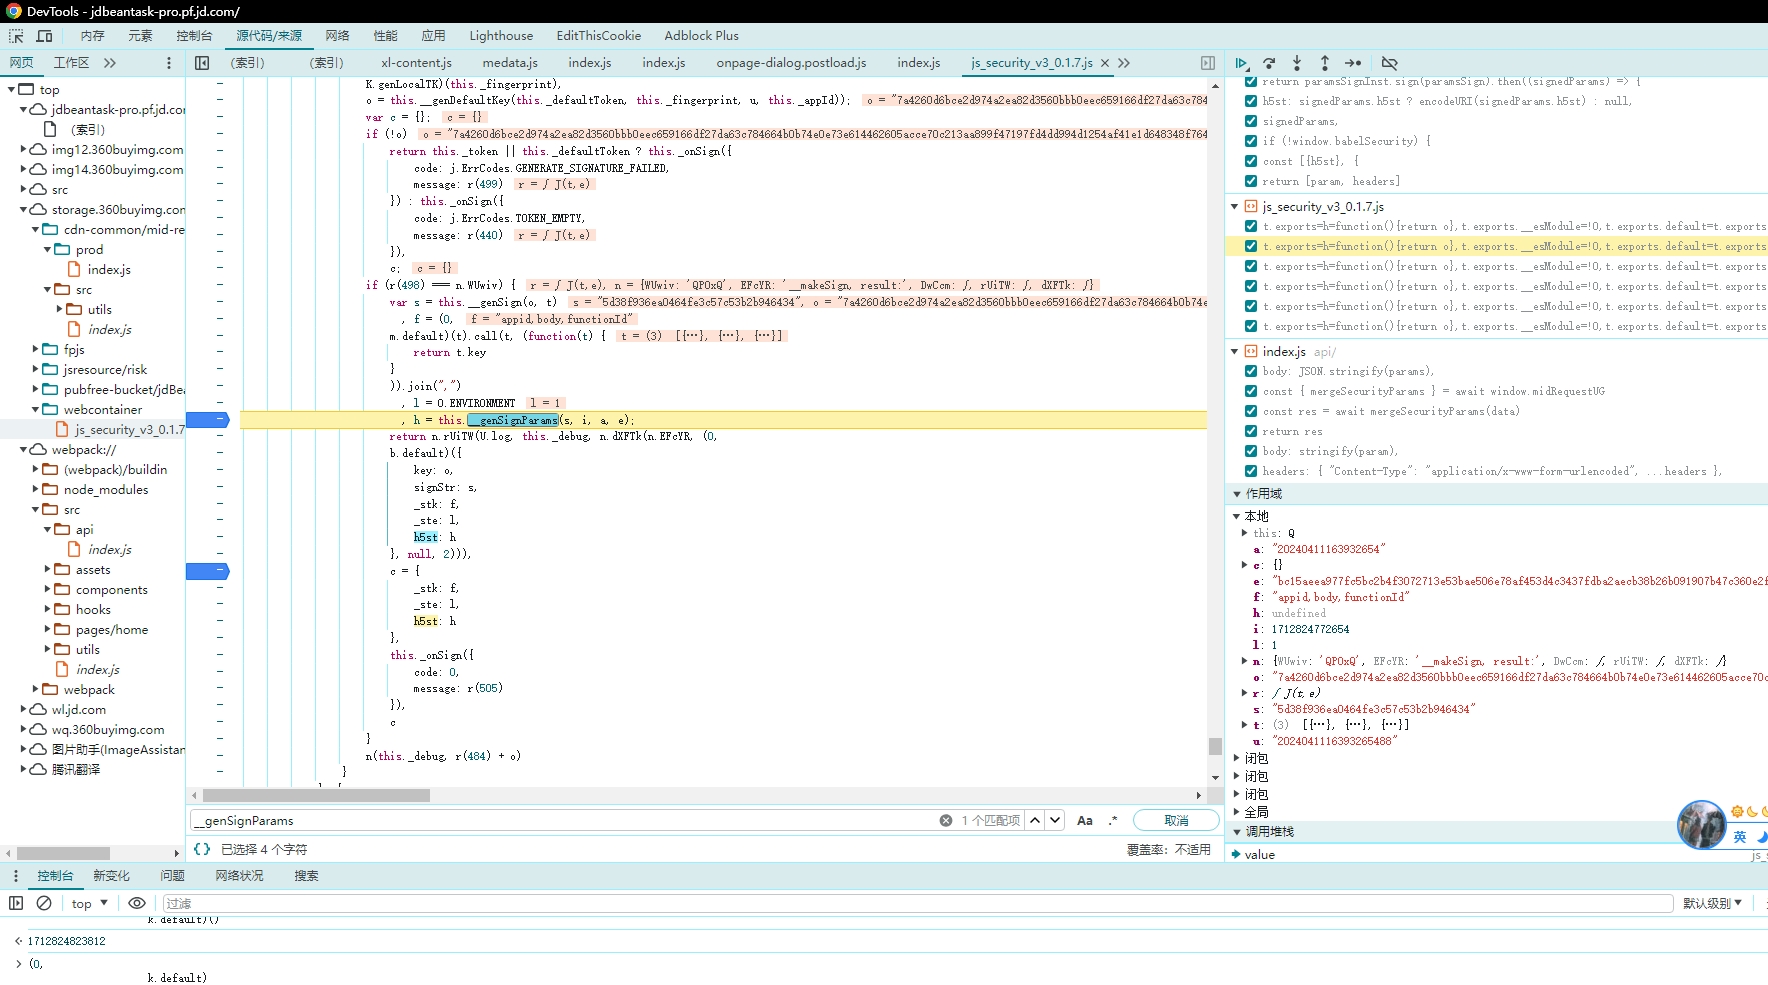 DevTools - jdbeantask-pro.pf.jd.com/
内存 元素 控制台 源代码/来源 网络 性能 应用 Lighthouse EditThisCookie Adblock Plus
网页 工作区
(索引) (索引) xl-content.js medata.js index.js index.js onpage-dialog.postload.js index.js js_security_v3_0.1.7.js
top
jdbeantask-pro.pf.jd.cor
(索引)
img12.360buyimg.com
img14.360buyimg.com
src
storage.360buyimg.con
cdn-common/mid-re
prod
index.js
src
utils
index.js
fpjs
jsresource/risk
pubfree-bucket/jdBea
webcontainer
js_security_v3_0.1.7
webpack://
(webpack)/buildin
node_modules
src
api
index.js
assets
components
hooks
pages/home
utils
index.js
webpack
wl.jd.com
wq.360buyimg.com
图片助手(ImageAssistan
腾讯翻译
K.genLocalTK)(this._fingerprint),
o = this.__genDefaultKey(this._defaultToken, this._fingerprint, u, this._appId)); o = "7a4260d6bce2d974a2ea82d3560bbb0eec659166df27da63c784
var c = {}; c = {}
if (!o) o = "7a4260d6bce2d974a2ea82d3560bbb0eec659166df27da63c784664b0b74e0e73e614462605acce70c213aa899f47197fd4dd994d1254af41e1d648348f764
return this._token || this._defaultToken ? this._onSign({
code: j.ErrCodes.GENERATE_SIGNATURE_FAILED,
message: r(499) r = ƒ J(t,e)
}) : this._onSign({
code: j.ErrCodes.TOKEN_EMPTY,
message: r(440) r = ƒ J(t,e)
}),
c; c = {}
if (r(498) === n.WUwiv) { r = ƒ J(t,e), n = {WUwiv: 'QPOxQ', EFcYR: '__makeSign, result:', DwCcm: ƒ, rUiTW: ƒ, dXFTk: ƒ}
var s = this.__genSign(o, t) s = "5d38f936ea0464fe3c57c53b2b946434", o = "7a4260d6bce2d974a2ea82d3560bbb0eec659166df27da63c784664b0b74e
, f = (0, f = "appid,body,functionId"
m.default)(t).call(t, (function(t) { t = (3) [{…}, {…}, {…}]
return t.key
}
)).join(",")
, l = O.ENVIRONMENT l = 1
, h = this.__genSignParams(s, i, a, e);
return n.rUiTW(U.log, this._debug, n.dXFTk(n.EFcYR, (0,
b.default)({
key: o,
signStr: s,
_stk: f,
_ste: l,
h5st: h
}, null, 2))),
c = {
_stk: f,
_ste: l,
h5st: h
},
this._onSign({
code: 0,
message: r(505)
}),
c
}
n(this._debug, r(484) + o)
}
__genSignParams 1 个匹配项 Aa .* 取消
{} 已选择 4 个字符 覆盖率: 不适用
return paramsSignInst.sign(paramsSign).then((signedParams) => {
h5st: signedParams.h5st ? encodeURI(signedParams.h5st) : null,
signedParams,
if (!window.babelSecurity) {
const [{h5st}, {
return [param, headers]
js_security_v3_0.1.7.js
t.exports=h=function(){return o},t.exports.__esModule=!0,t.exports.default=t.exports
t.exports=h=function(){return o},t.exports.__esModule=!0,t.exports.default=t.exports
t.exports=h=function(){return o},t.exports.__esModule=!0,t.exports.default=t.exports
t.exports=h=function(){return o},t.exports.__esModule=!0,t.exports.default=t.exports
t.exports=h=function(){return o},t.exports.__esModule=!0,t.exports.default=t.exports
t.exports=h=function(){return o},t.exports.__esModule=!0,t.exports.default=t.exports
index.js api/
body: JSON.stringify(params),
const { mergeSecurityParams } = await window.midRequestUG
const res = await mergeSecurityParams(data)
return res
body: stringify(param),
headers: { "Content-Type": "application/x-www-form-urlencoded", ...headers },
作用域
本地
this: Q
a: "20240411163932654"
c: {}
e: "bc15aeea977fc5bc2b4f3072713e53bae506e78af453d4c3437fdba2aecb38b26b091907b47c360e2f
f: "appid,body,functionId"
h: undefined
i: 1712824772654
l: 1
n: {WUwiv: 'QPOxQ', EFcYR: '__makeSign, result:', DwCcm: ƒ, rUiTW: ƒ, dXFTk: ƒ}
o: "7a4260d6bce2d974a2ea82d3560bbb0eec659166df27da63c784664b0b74e0e73e614462605acce70c
r: ƒ J(t,e)
s: "5d38f936ea0464fe3c57c53b2b946434"
t: (3) [{…}, {…}, {…}]
u: "2024041116393265488"
闭包
闭包
闭包
全局
调用堆栈
value js_s
英
控制台 新变化 问题 网络状况 搜索
top 过滤 默认级别
k.default)()
1712824823812
(0,
k.default)